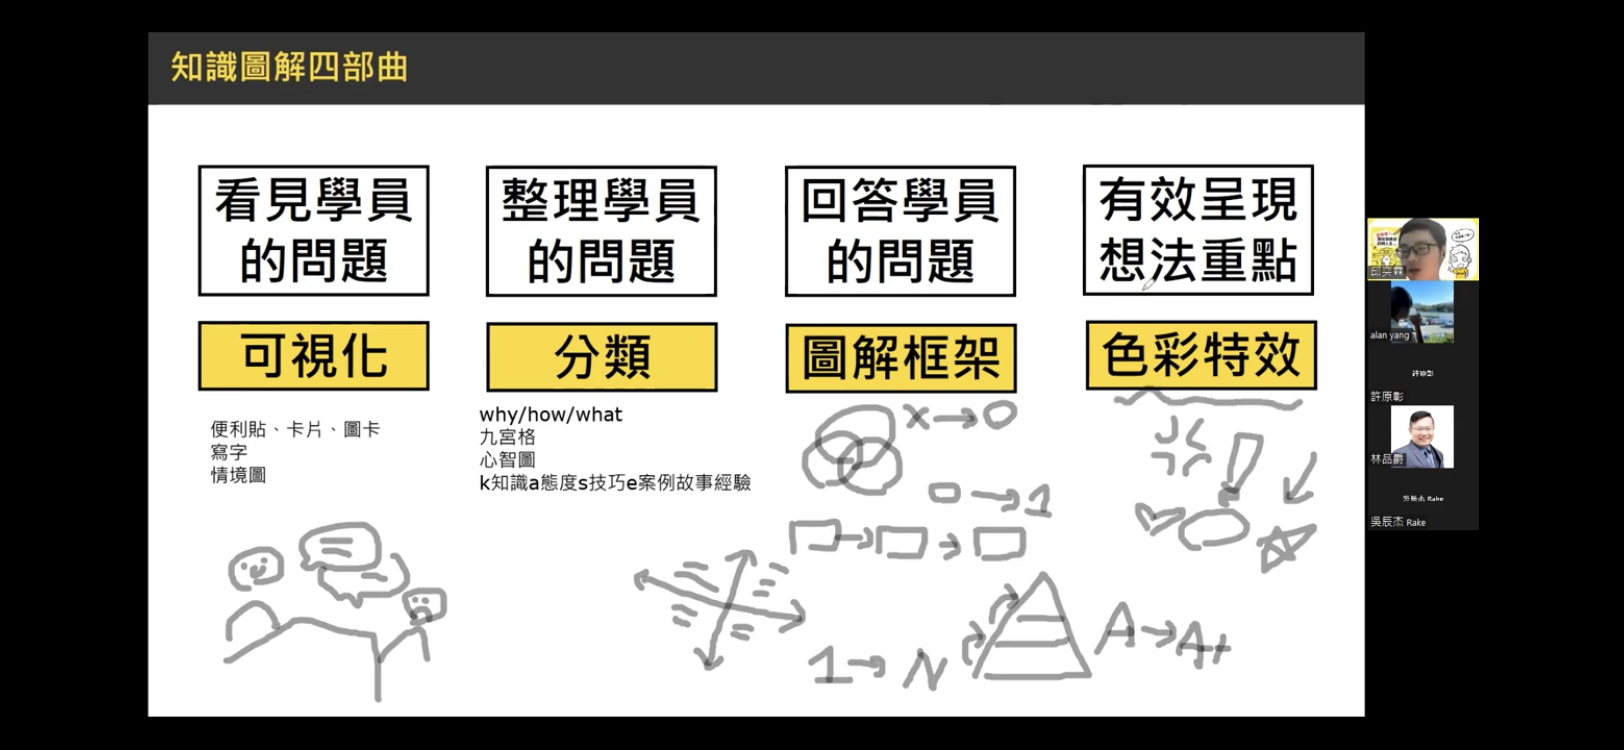 知識圖解四部曲
看見學員
的問題
整理學員
的問題
回答學員
的問題
有效呈現
想法重點
可視化
分類
圖解框架
色彩特效
便利貼、卡片、圖卡
寫字
情境圖
why/how/what
九宮格
心智圖
k知識a態度s技巧e案例故事經驗
x→0
0→1
1→N
A→A+
邱奕霖
alan yang
許原彰
許原彰
林品爵
吳辰杰 Rake
吳辰杰 Rake